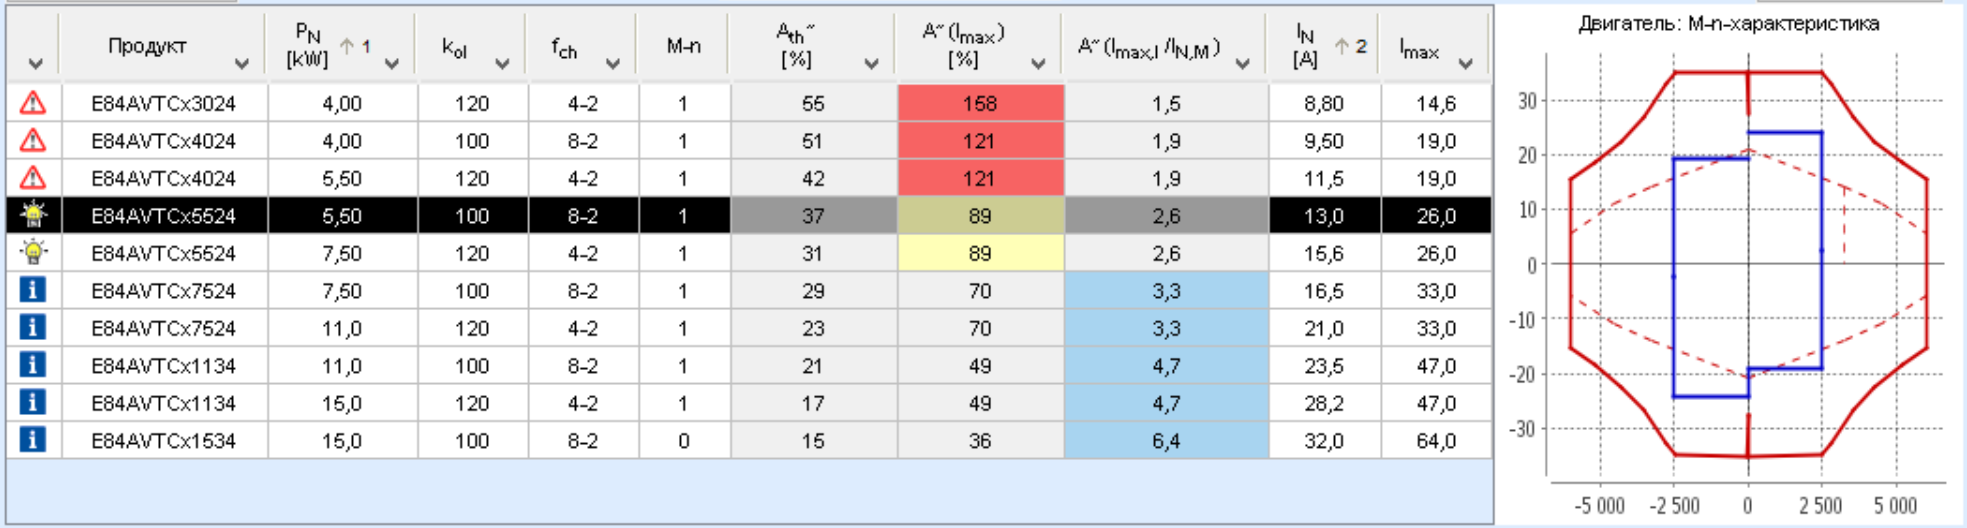 Продукт P_N [kW] ↑ 1 k_ol f_ch M-n A_th~ [%] A~ (I_max) [%] A~ (I_max,I /I_N,M) I_N [A] ↑ 2 I_max
E84AVTCx3024 4,00 120 4-2 1 55 158 1,5 8,80 14,6
E84AVTCx4024 4,00 100 8-2 1 51 121 1,9 9,50 19,0
E84AVTCx4024 5,50 120 4-2 1 42 121 1,9 11,5 19,0
E84AVTCx5524 5,50 100 8-2 1 37 89 2,6 13,0 26,0
E84AVTCx5524 7,50 120 4-2 1 31 89 2,6 15,6 26,0
i E84AVTCx7524 7,50 100 8-2 1 29 70 3,3 16,5 33,0
i E84AVTCx7524 11,0 120 4-2 1 23 70 3,3 21,0 33,0
i E84AVTCx1134 11,0 100 8-2 1 21 49 4,7 23,5 47,0
i E84AVTCx1134 15,0 120 4-2 1 17 49 4,7 28,2 47,0
i E84AVTCx1534 15,0 100 8-2 0 15 36 6,4 32,0 64,0
Двигатель: M-n-характеристика
30
20
10
0
-10
-20
-30
-5 000 -2 500 0 2 500 5 000